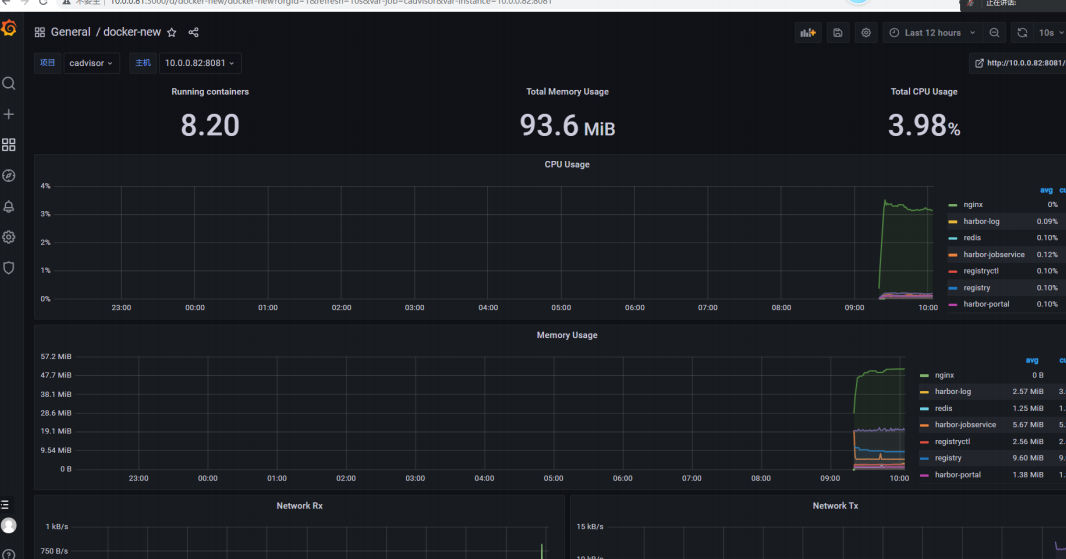 不安全 10.0.0.81:3000/d/docker-new/docker-new?orgId=1&refresh=10s&var-job=cadvisor&var-instance=10.0.0.82:8081
正在讲话:
General / docker-new
Last 12 hours
10s
项目 cadvisor 主机 10.0.0.82:8081
http://10.0.0.82:8081/
Running containers
8.20
Total Memory Usage
93.6 MiB
Total CPU Usage
3.98%
CPU Usage
4%
3%
2%
1%
0%
23:00 00:00 01:00 02:00 03:00 04:00 05:00 06:00 07:00 08:00 09:00 10:00
avg cu
nginx 0%
harbor-log 0.09%
redis 0.10%
harbor-jobservice 0.12%
registryctl 0.10%
registry 0.10%
harbor-portal 0.10%
Memory Usage
57.2 MiB
47.7 MiB
38.1 MiB
28.6 MiB
19.1 MiB
9.54 MiB
0 B
23:00 00:00 01:00 02:00 03:00 04:00 05:00 06:00 07:00 08:00 09:00 10:00
avg cu
nginx 0 B
harbor-log 2.57 MiB 3.
redis 1.25 MiB 1.
harbor-jobservice 5.67 MiB 5.
registryctl 2.56 MiB 2.
registry 9.60 MiB 9.
harbor-portal 1.38 MiB 1.
Network Rx
1 kB/s
750 B/s
Network Tx
15 kB/s
10 kB/s